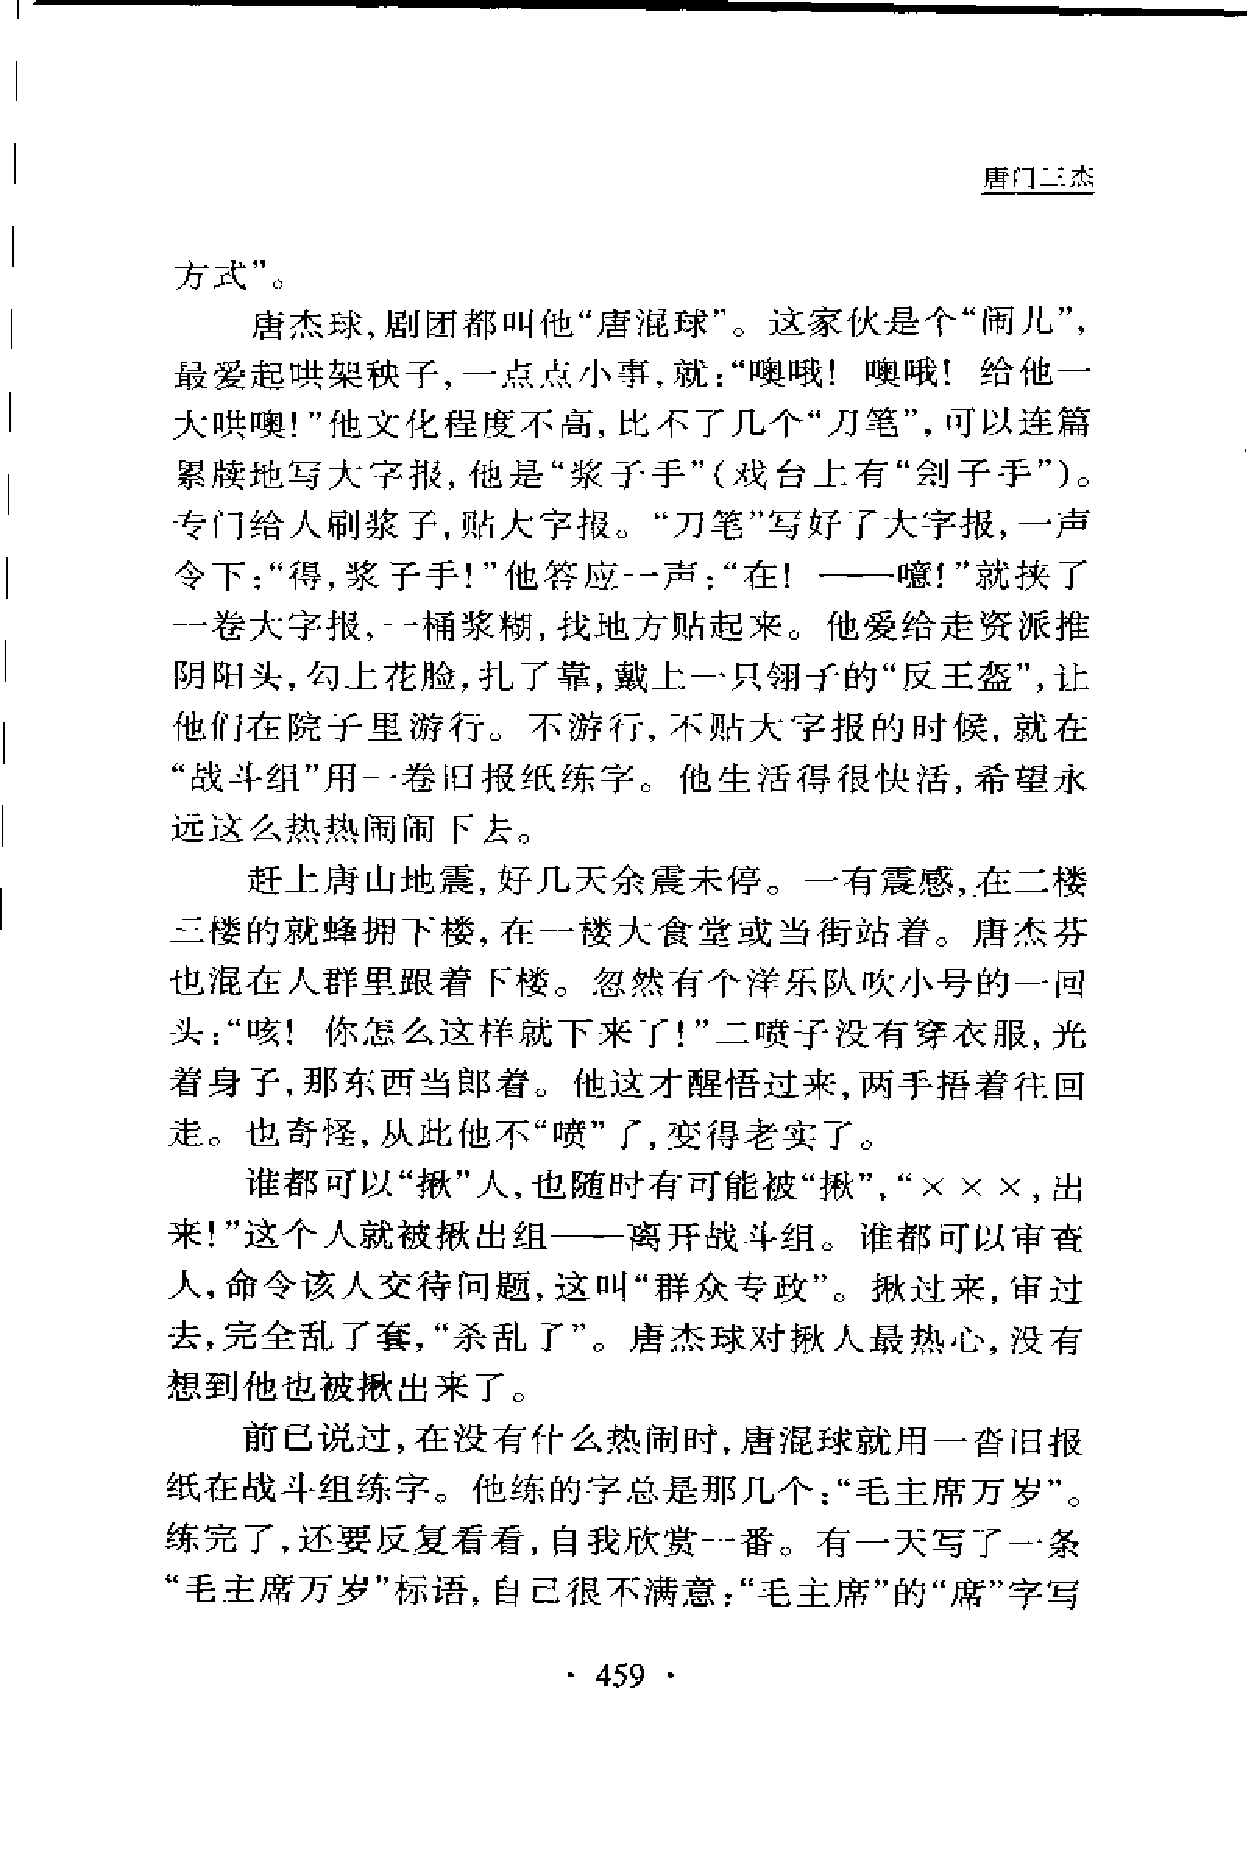 唐门三杰
方式”。
唐杰球,剧团都叫他“唐混球”。这家伙是个“闹儿”,
最爱起哄架秧子,一点点小事,就:“噢哦! 噢哦! 给他一
大哄噢!”他文化程度不高,比不了几个“刀笔”,可以连篇
累牍地写大字报,他是“浆子手”(戏台上有“刽子手”)。
专门给人刷浆子,贴大字报。“刀笔”写好了大字报,一声
令下:“得,浆子手!”他答应一声:“在! ——噫!”就挟了
一卷大字报,一桶浆糊,找地方贴起来。他爱给走资派推
阴阳头,勾上花脸,扎了靠,戴上一只翎子的“反王盔”,让
他们在院子里游行。不游行,不贴大字报的时候,就在
“战斗组”用一卷旧报纸练字。他生活得很快活,希望永
远这么热热闹闹下去。
赶上唐山地震,好几天余震未停。一有震感,在二楼
三楼的就蜂拥下楼,在一楼大食堂或当街站着。唐杰芬
也混在人群里跟着下楼。忽然有个洋乐队吹小号的一回
头:“咳! 你怎么这样就下来了!”二喷子没有穿衣服,光
着身子,那东西当郎着。他这才醒悟过来,两手捂着往回
走。也奇怪,从此他不“喷”了,变得老实了。
谁都可以“揪”人,也随时有可能被“揪”,“×××,出
来!”这个人就被揪出组——离开战斗组。谁都可以审查
人,命令该人交待问题,这叫“群众专政”。揪过来,审过
去,完全乱了套,“杀乱了”。唐杰球对揪人最热心,没有
想到他也被揪出来了。
前已说过,在没有什么热闹时,唐混球就用一沓旧报
纸在战斗组练字。他练的字总是那几个:“毛主席万岁”。
练完了,还要反复看看,自我欣赏一番。有一天写了一条
“毛主席万岁”标语,自己很不满意:“毛主席”的“席”字写
· 459 ·